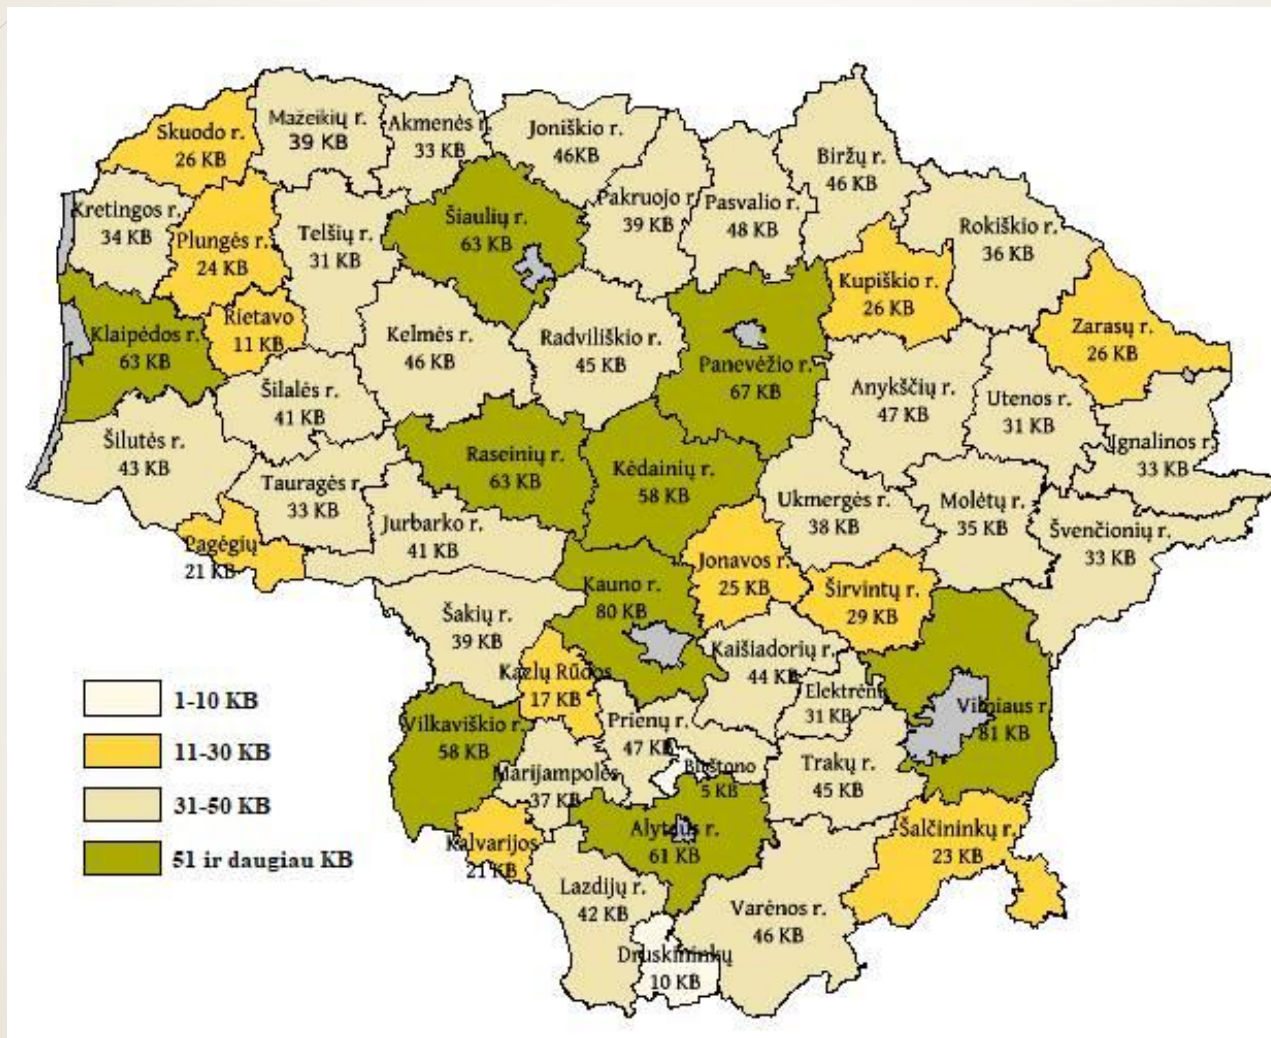 Skuodo r.
26 KB
Mažeikių r.
39 KB
Akmenės r.
33 KB
Joniškio r.
46KB
Biržų r.
46 KB
Kretingos r.
34 KB
Plungės r.
24 KB
Telšių r.
31 KB
Šiaulių r.
63 KB
Pakruojo r.
39 KB
Pasvalio r.
48 KB
Rokiškio r.
36 KB
Klaipėdos r.
63 KB
Rietavo
11 KB
Kelmės r.
46 KB
Radviliškio r.
45 KB
Panevėžio r.
67 KB
Kupiškio r.
26 KB
Zarasų r.
26 KB
Šilalės r.
41 KB
Anykščių r.
47 KB
Utenos r.
31 KB
Ignalinos r.
33 KB
Šilutės r.
43 KB
Tauragės r.
33 KB
Raseinių r.
63 KB
Kėdainių r.
58 KB
Ukmergės r.
38 KB
Molėtų r.
35 KB
Švenčionių r.
33 KB
Pagėgių
21 KB
Jurbarko r.
41 KB
Jonavos r.
25 KB
Širvintų r.
29 KB
Šakių r.
39 KB
Kauno r.
80 KB
Kaišiadorių r.
44 KB
Kazlų Rūdos
17 KB
Elektrėnų
31 KB
Vilniaus r.
81 KB
Vilkaviškio r.
58 KB
Prienų r.
47 KB
Birštono
5 KB
Trakų r.
45 KB
Marijampolės
37 KB
Kalvarijos
21 KB
Alytaus r.
61 KB
Šalčininkų r.
23 KB
Lazdijų r.
42 KB
Varėnos r.
46 KB
Druskininkų
10 KB
1-10 KB
11-30 KB
31-50 KB
51 ir daugiau KB